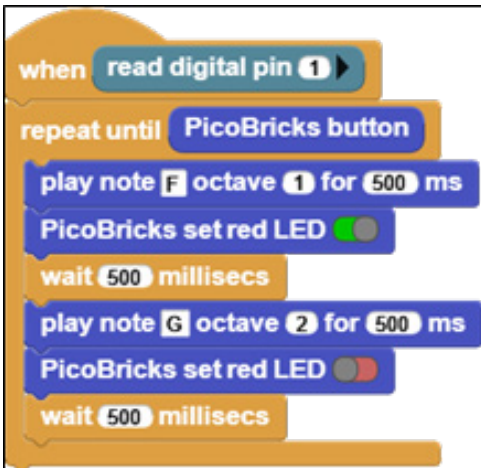 when read digital pin 1
repeat until PicoBricks button
play note F octave 1 for 500 ms
PicoBricks set red LED
wait 500 millisecs
play note G octave 2 for 500 ms
PicoBricks set red LED
wait 500 millisecs